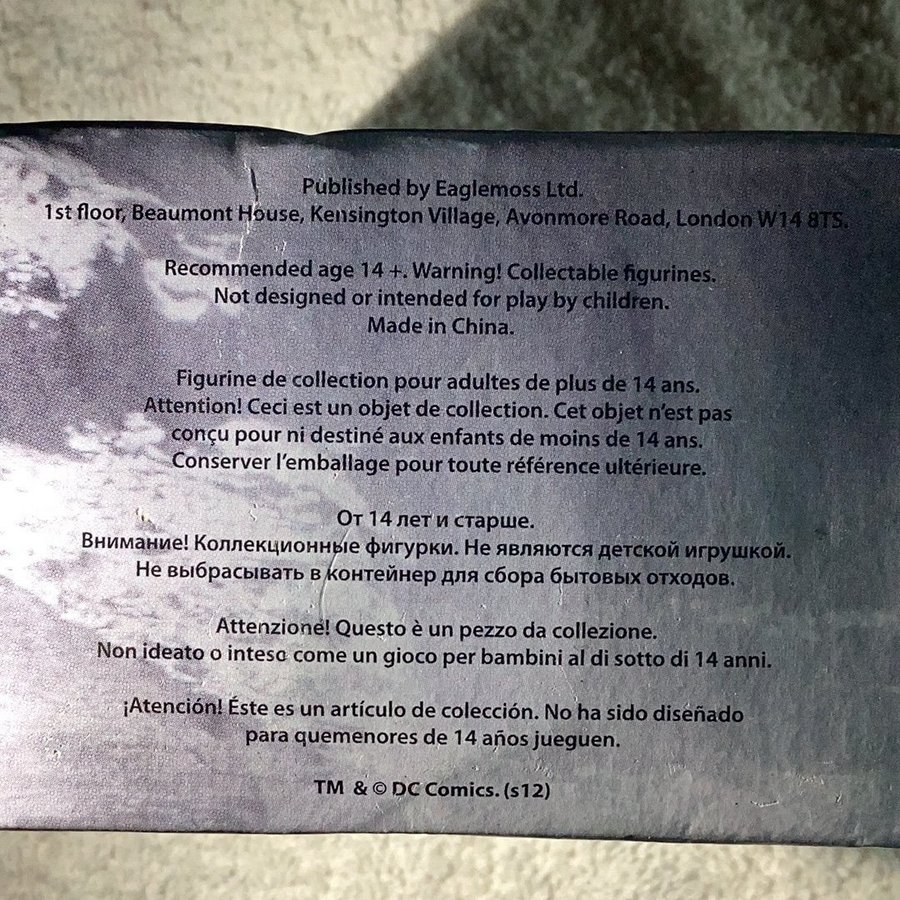 Published by Eaglemoss Ltd.
1st floor, Beaumont House, Kensington Village, Avonmore Road, London W14 8TS.
Recommended age 14 +. Warning! Collectable figurines.
Not designed or intended for play by children.
Made in China.
Figurine de collection pour adultes de plus de 14 ans.
Attention! Ceci est un objet de collection. Cet objet n’est pas
conçu pour ni destiné aux enfants de moins de 14 ans.
Conserver l’emballage pour toute référence ultérieure.
От 14 лет и старше.
Внимание! Коллекционные фигурки. Не являются детской игрушкой.
Не выбрасывать в контейнер для сбора бытовых отходов.
Attenzione! Questo è un pezzo da collezione.
Non ideato o inteso come un gioco per bambini al di sotto di 14 anni.
¡Atención! Éste es un artículo de colección. No ha sido diseñado
para quemenores de 14 años jueguen.
TM & © DC Comics. (s12)